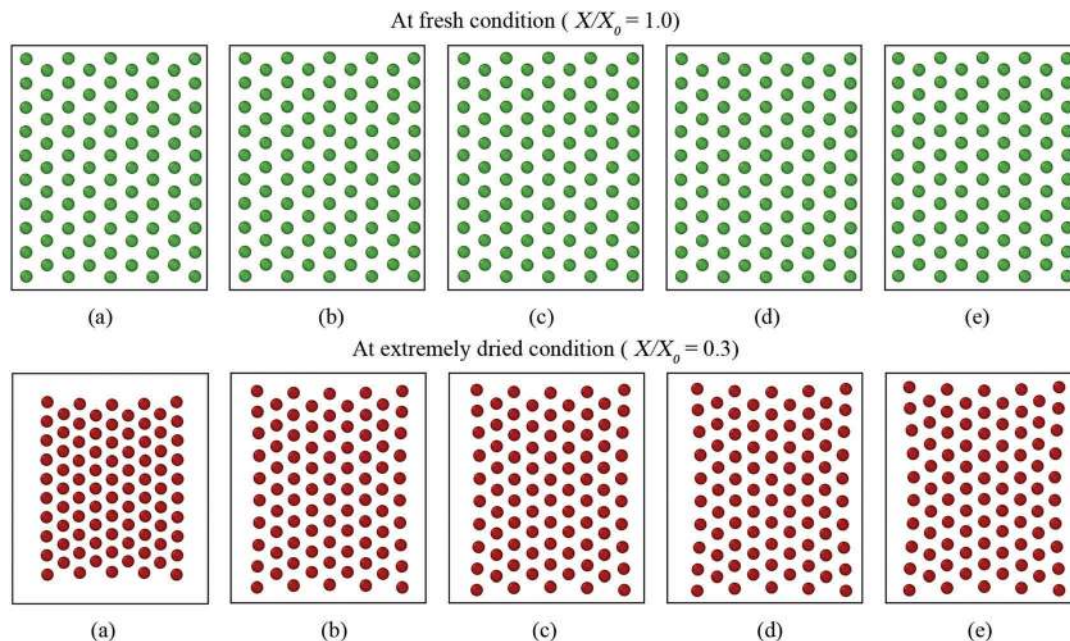 At fresh condition ( X/X₀ = 1.0)
(a) (b) (c) (d) (e)
At extremely dried condition ( X/X₀ = 0.3)
(a) (b) (c) (d) (e)